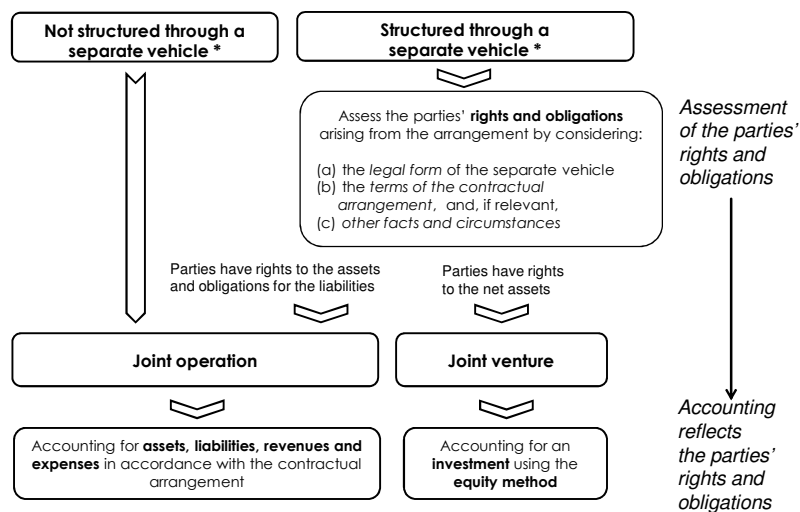 Not structured through a
separate vehicle *
Structured through a
separate vehicle *
Assess the parties’ rights and obligations
arising from the arrangement by considering:
(a) the legal form of the separate vehicle
(b) the terms of the contractual
arrangement, and, if relevant,
(c) other facts and circumstances
Assessment
of the parties’
rights and
obligations
Parties have rights to the assets
and obligations for the liabilities
Parties have rights
to the net assets
Joint operation
Joint venture
Accounting for assets, liabilities, revenues and
expenses in accordance with the contractual
arrangement
Accounting for an
investment using the
equity method
Accounting
reflects
the parties’
rights and
obligations